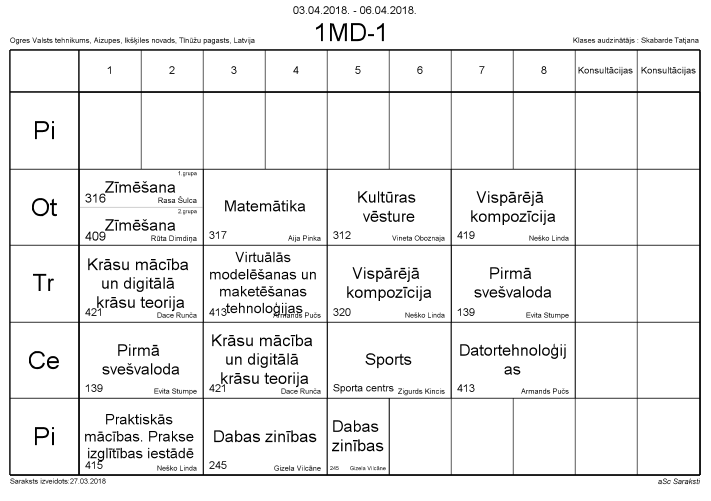 03.04.2018. - 06.04.2018.
1MD-1
Ogres Valsts tehnikums, Aizupes, Ikšķiles novads, Tīnūžu pagasts, Latvija
Klases audzinātājs : Skabarde Tatjana
1 2 3 4 5 6 7 8 Konsultācijas Konsultācijas
Pi
Ot
1.grupa
Zīmēšana
316 Rasa Šulca
2.grupa
Zīmēšana
409 Rūta Dimdiņa
Matemātika
317 Aija Pinka
Kultūras
vēsture
312 Vineta Oboznaja
Vispārējā
kompozīcija
419 Neško Linda
Tr
Krāsu mācība
un digitālā
krāsu teorija
421 Dace Runča
Virtuālās
modelēšanas un
maketēšanas
tehnoloģijas
413 Armands Pučs
Vispārējā
kompozīcija
320 Neško Linda
Pirmā
svešvaloda
139 Evita Stumpe
Ce
Pirmā
svešvaloda
139 Evita Stumpe
Krāsu mācība
un digitālā
krāsu teorija
421 Dace Runča
Sports
Sporta centrs Zigurds Kincis
Datortehnoloģij
as
413 Armands Pučs
Pi
Praktiskās
mācības. Prakse
izglītības iestādē
415 Neško Linda
Dabas zinības
245 Gizela Vilcāne
Dabas
zinības
245 Gizela Vilcāne
Saraksts izveidots:27.03.2018
aSc Saraksti